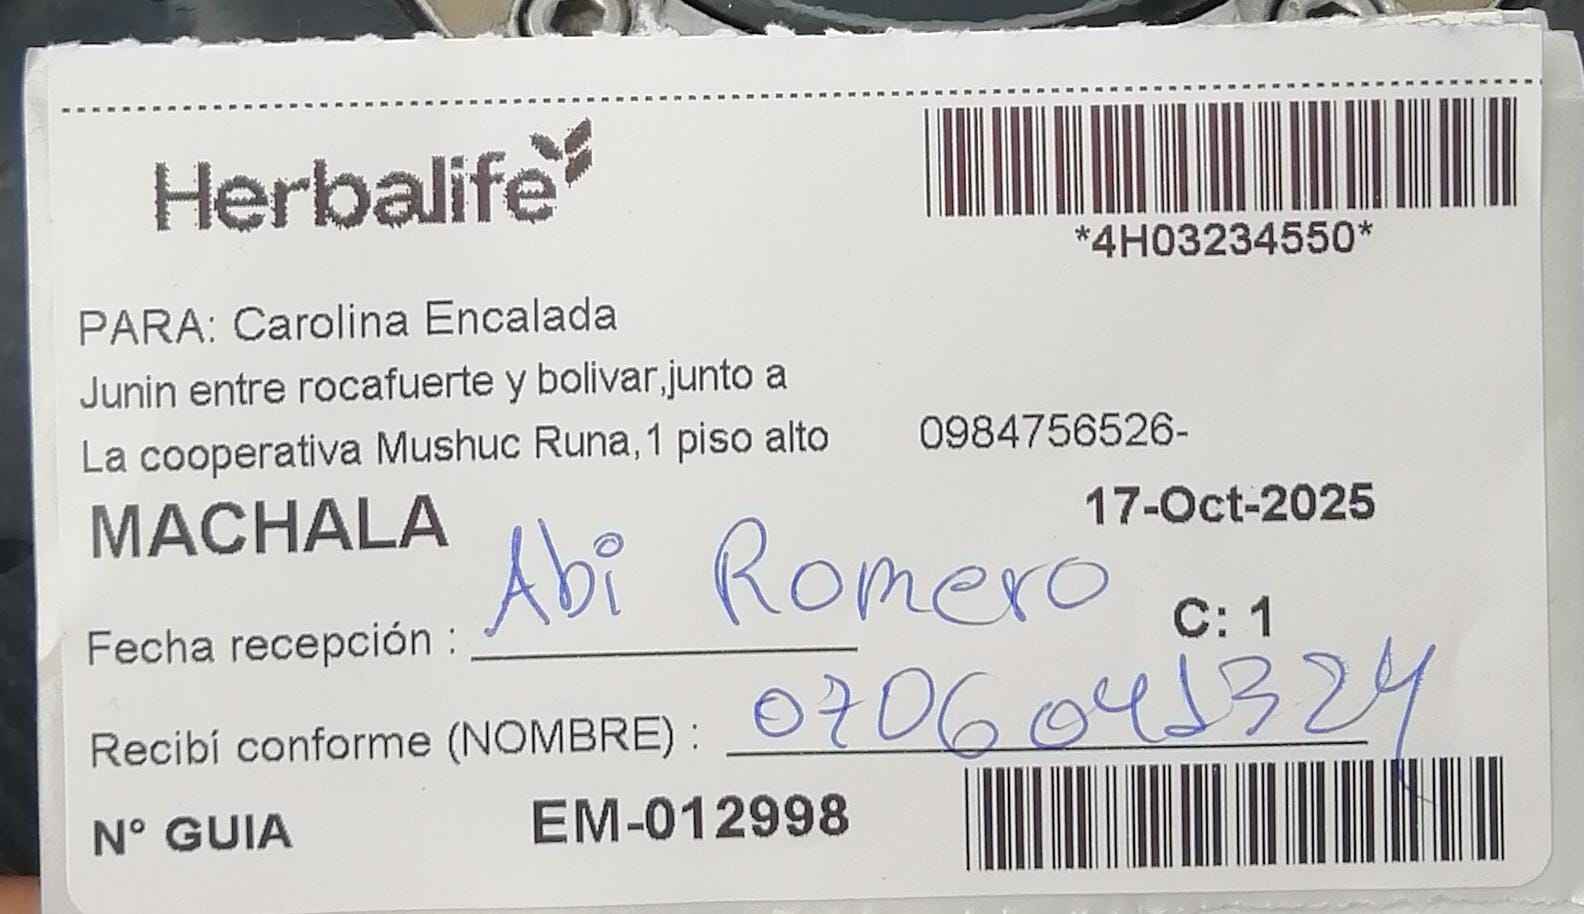 Herbalife
*4H03234550*
PARA: Carolina Encalada
Junin entre rocafuerte y bolivar,junto a
La cooperativa Mushuc Runa,1 piso alto
0984756526-
MACHALA
17-Oct-2025
Fecha recepción : Abi Romero
C: 1
Recibí conforme (NOMBRE) : 0706041324
N° GUIA EM-012998